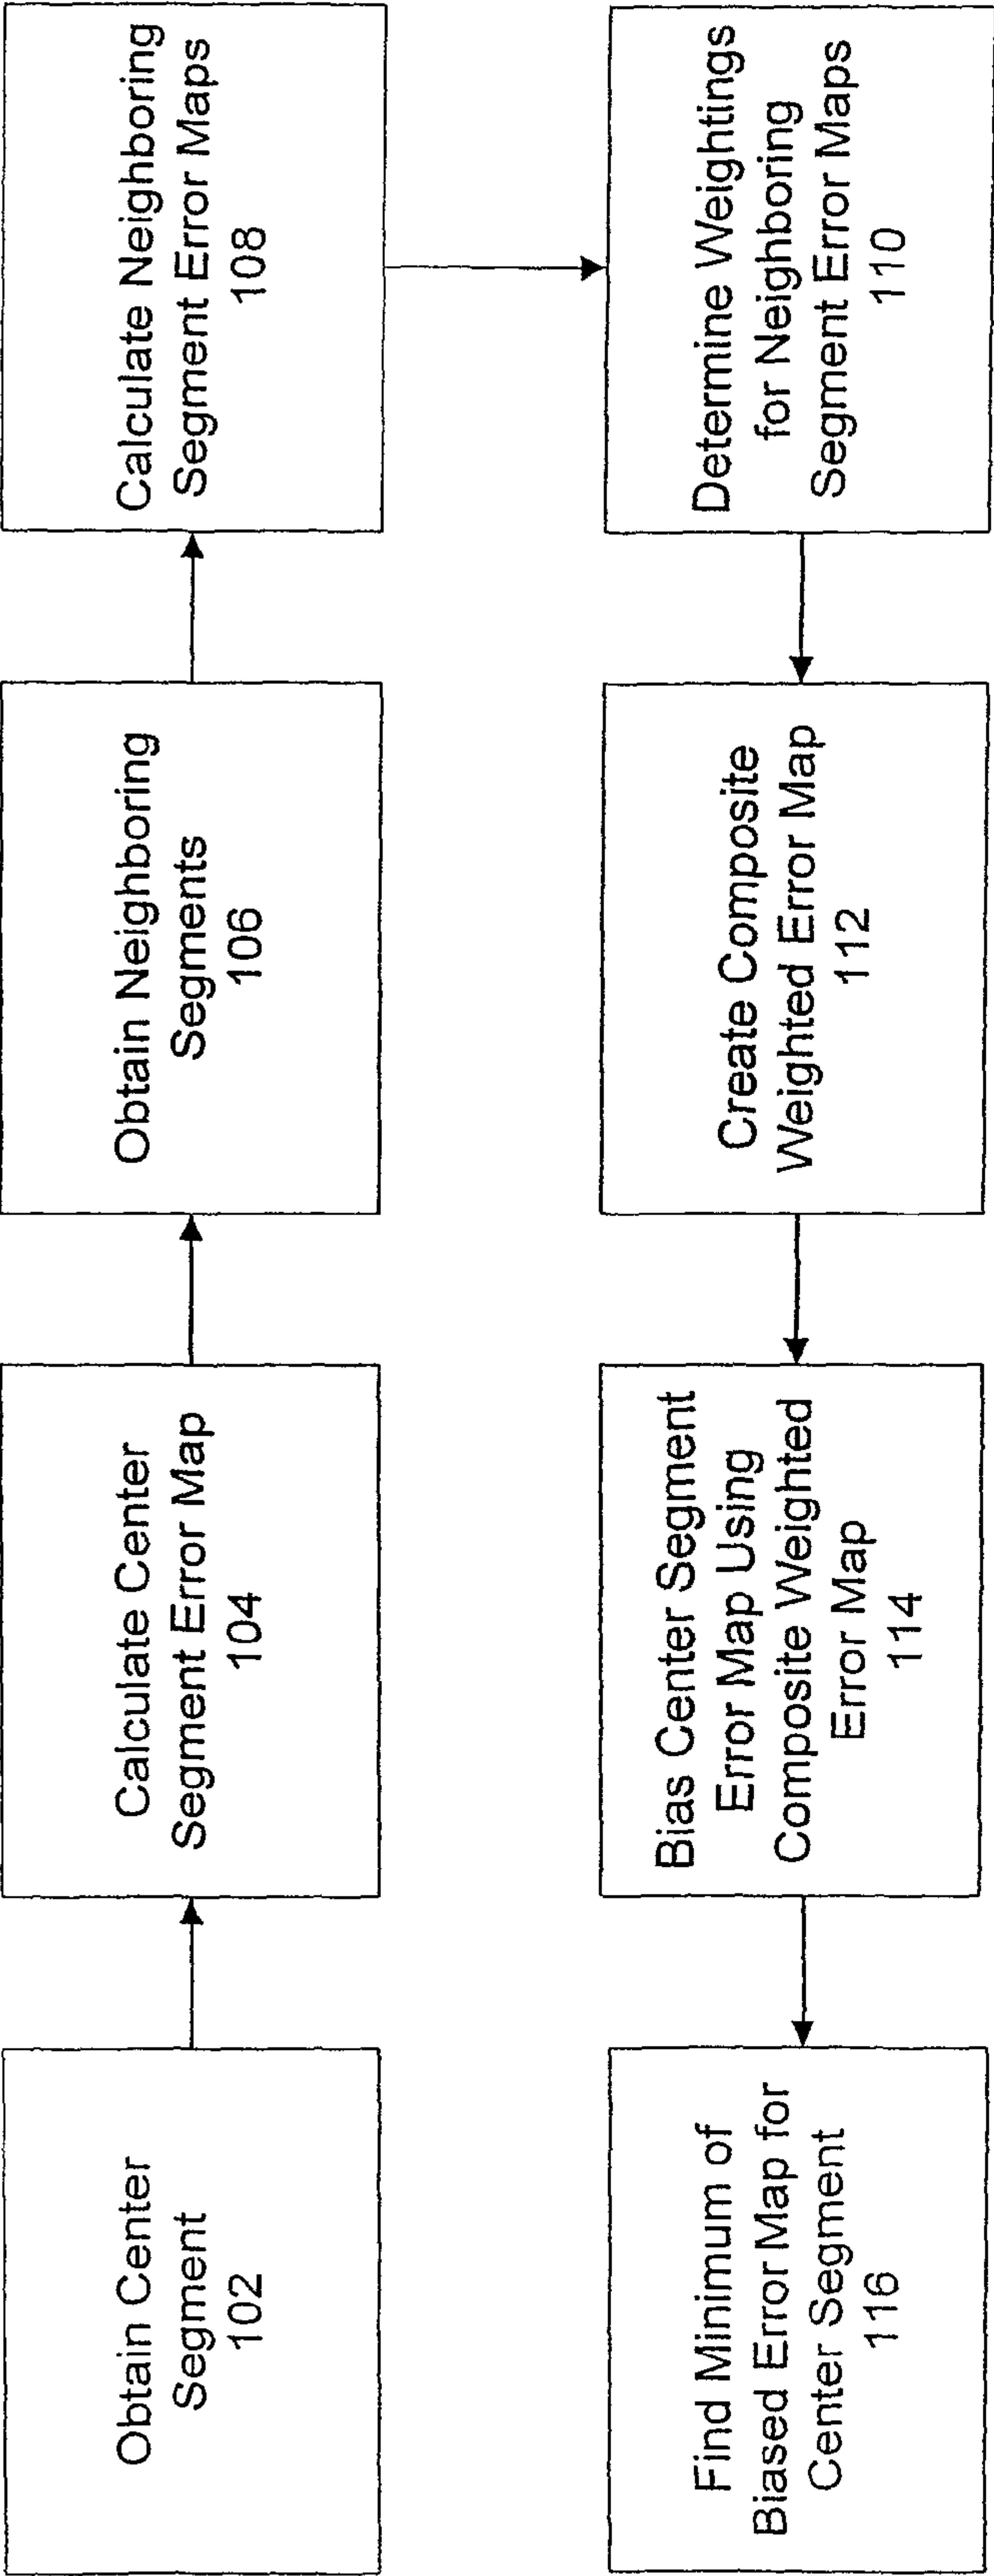 Obtain Center
Segment
102
Calculate Center
Segment Error Map
104
Obtain Neighboring
Segments
106
Calculate Neighboring
Segment Error Maps
108
Determine Weightings
for Neighboring
Segment Error Maps
110
Create Composite
Weighted Error Map
112
Bias Center Segment
Error Map Using
Composite Weighted
Error Map
114
Find Minimum of
Biased Error Map for
Center Segment
116